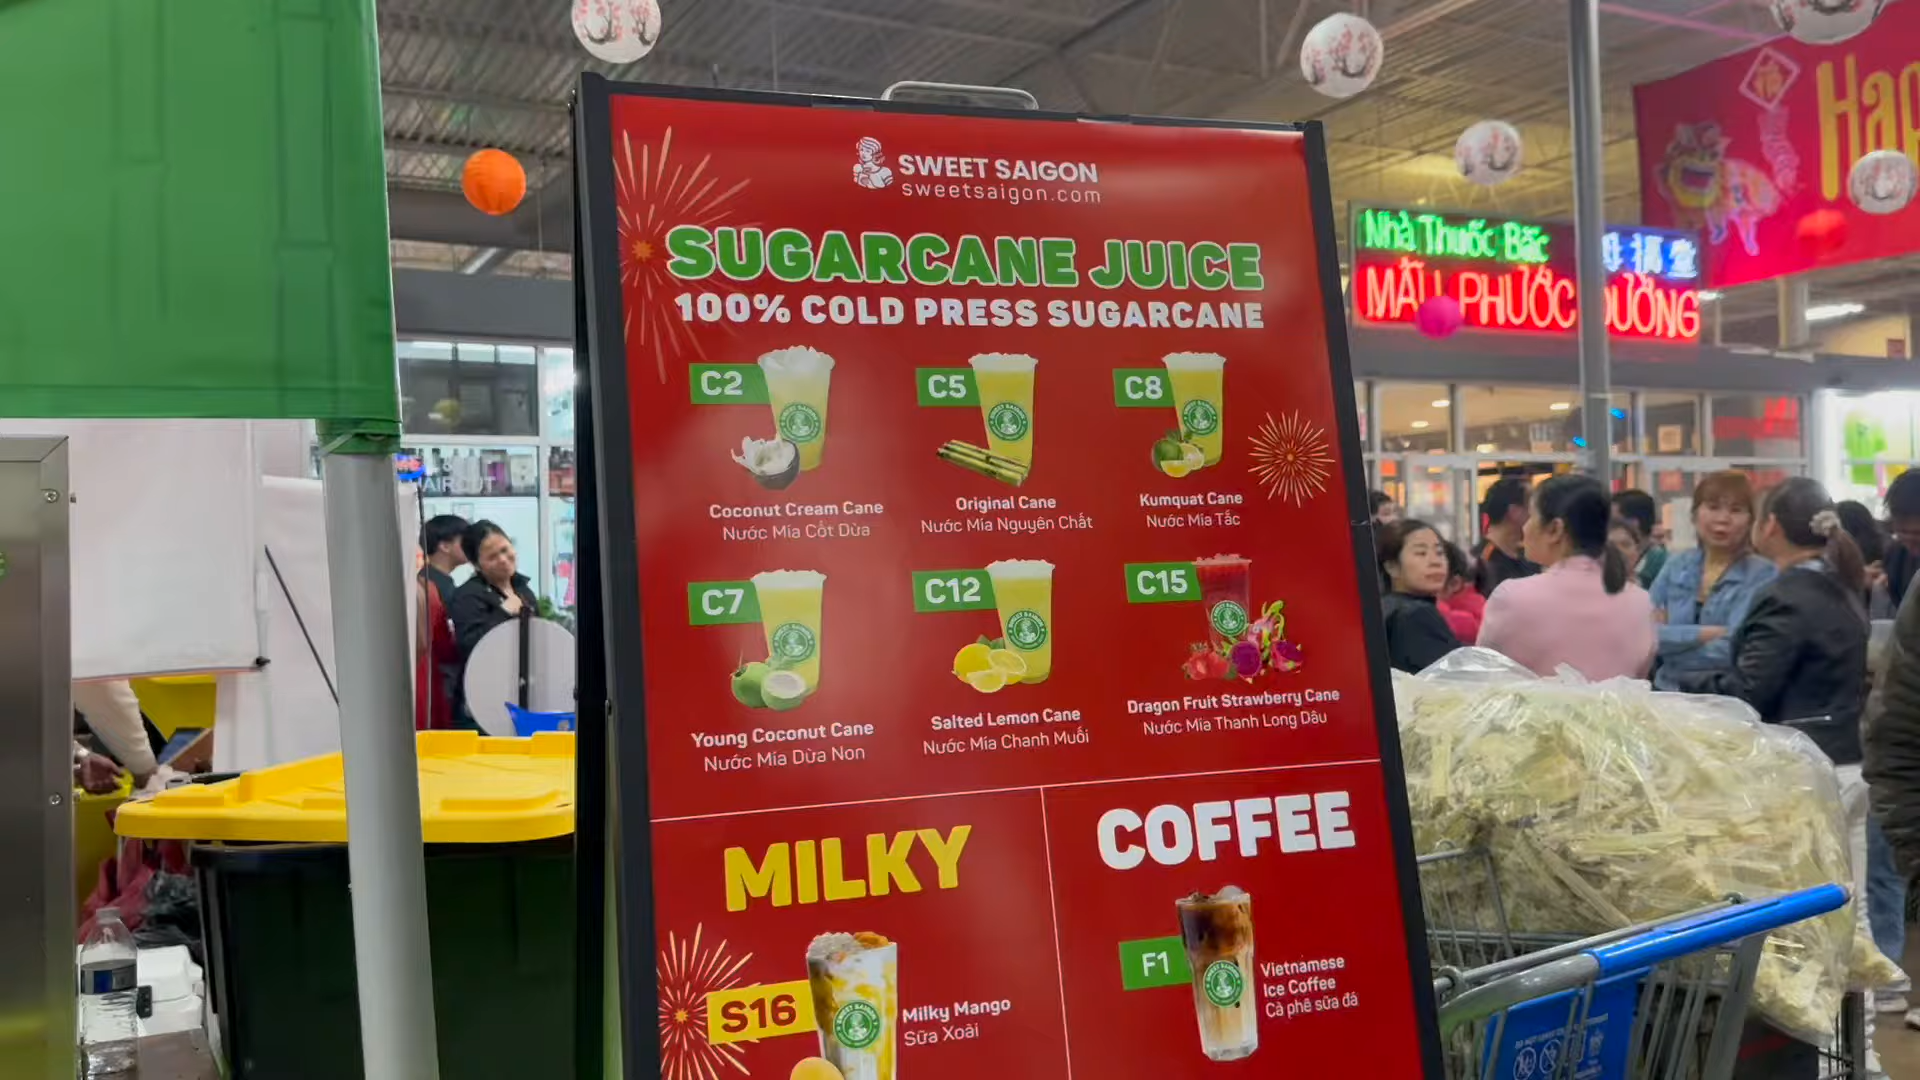 SWEET SAIGON
sweetsaigon.com
SUGARCANE JUICE
100% COLD PRESS SUGARCANE
C2
C5
C8
Coconut Cream Cane
Nước Mía Cốt Dừa
Original Cane
Nước Mía Nguyên Chất
Kumquat Cane
Nước Mía Tắc
C7
C12
C15
Young Coconut Cane
Nước Mía Dừa Non
Salted Lemon Cane
Nước Mía Chanh Muối
Dragon Fruit Strawberry Cane
Nước Mía Thanh Long Dâu
MILKY
S16
Milky Mango
Sữa Xoài
COFFEE
F1
Vietnamese
Ice Coffee
Cà phê sữa đá
Nhà Thuốc Bắc
PHƯỚC
HAIRCUT